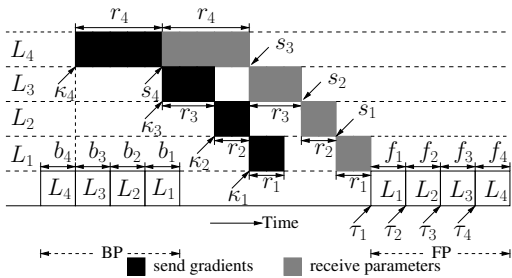 r₄ r₄
L₄ s₃
κ₄ s₄
L₃ s₂
κ₃ r₃ r₃
L₂ s₁
κ₂ r₂ r₂
L₁
b₄ b₃ b₂ b₁ r₁ r₁ f₁ f₂ f₃ f₄
κ₁
L₄ L₃ L₂ L₁ L₁ L₂ L₃ L₄
Time
τ₁ τ₂ τ₃ τ₄
BP FP
send gradients receive parameters